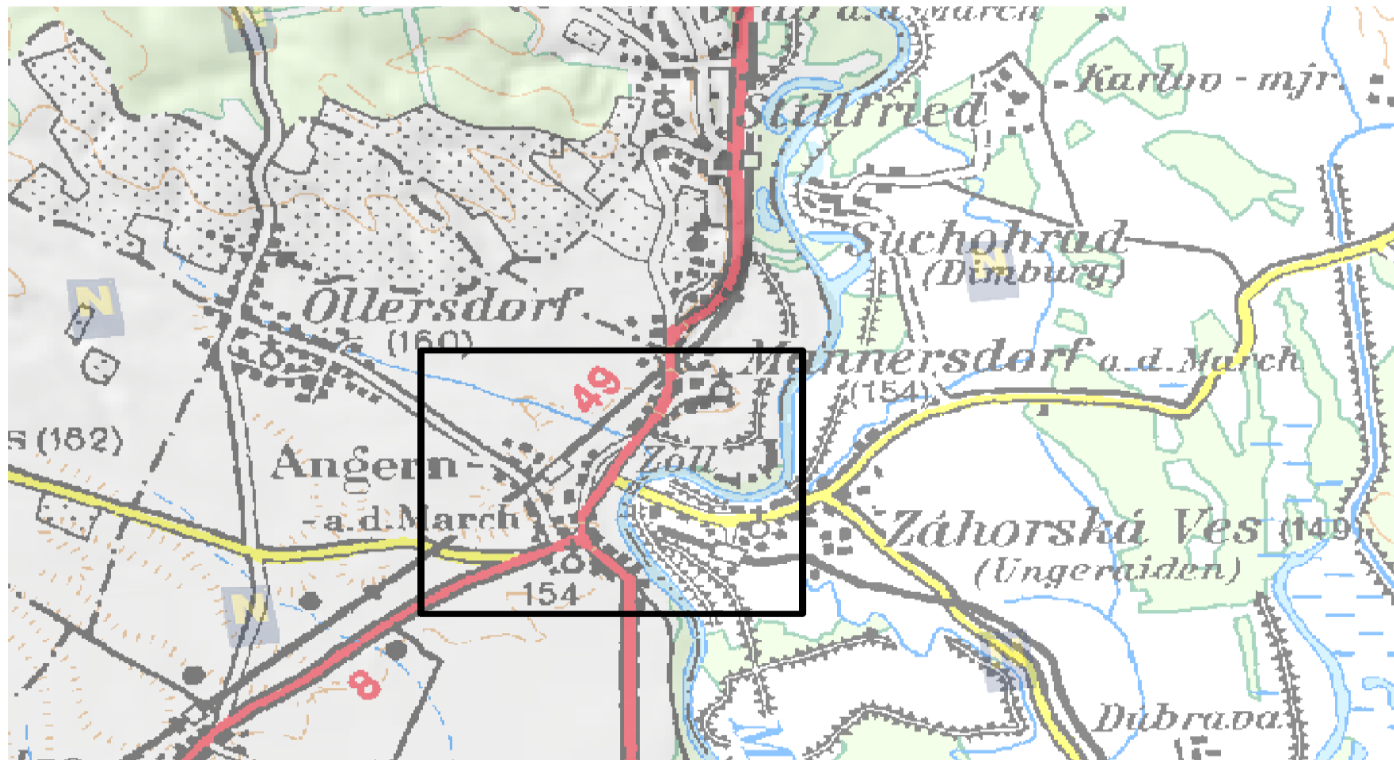 a.d.March
Karlov-mjr.
Stillfried
Suchohrad
(Dimburg)
Ollersdorf
(160)
49
Mannersdorf a.d.March
(154)
(182)
Angern-
Zoll
-a.d.March
Záhorská Ves (149)
(Ungeraiden)
154
8
Dúbrava
M
N
N
N